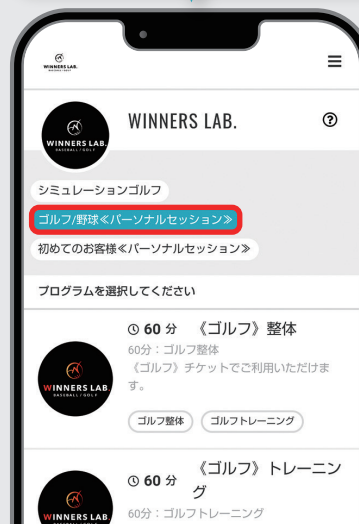 WINNERS LAB.
BASEBALL / GOLF
WINNERS LAB.
WINNERS LAB.
BASEBALL / GOLF
シミュレーションゴルフ
ゴルフ/野球≪パーソナルセッション≫
初めてのお客様≪パーソナルセッション≫
プログラムを選択してください
60 分 《ゴルフ》整体
60分：ゴルフ整体
《ゴルフ》チケットでご利用いただけま
す。
WINNERS LAB.
BASEBALL / GOLF
ゴルフ整体 ゴルフトレーニング
60 分 《ゴルフ》トレーニン
グ
60分：ゴルフトレーニング
WINNERS LAB.